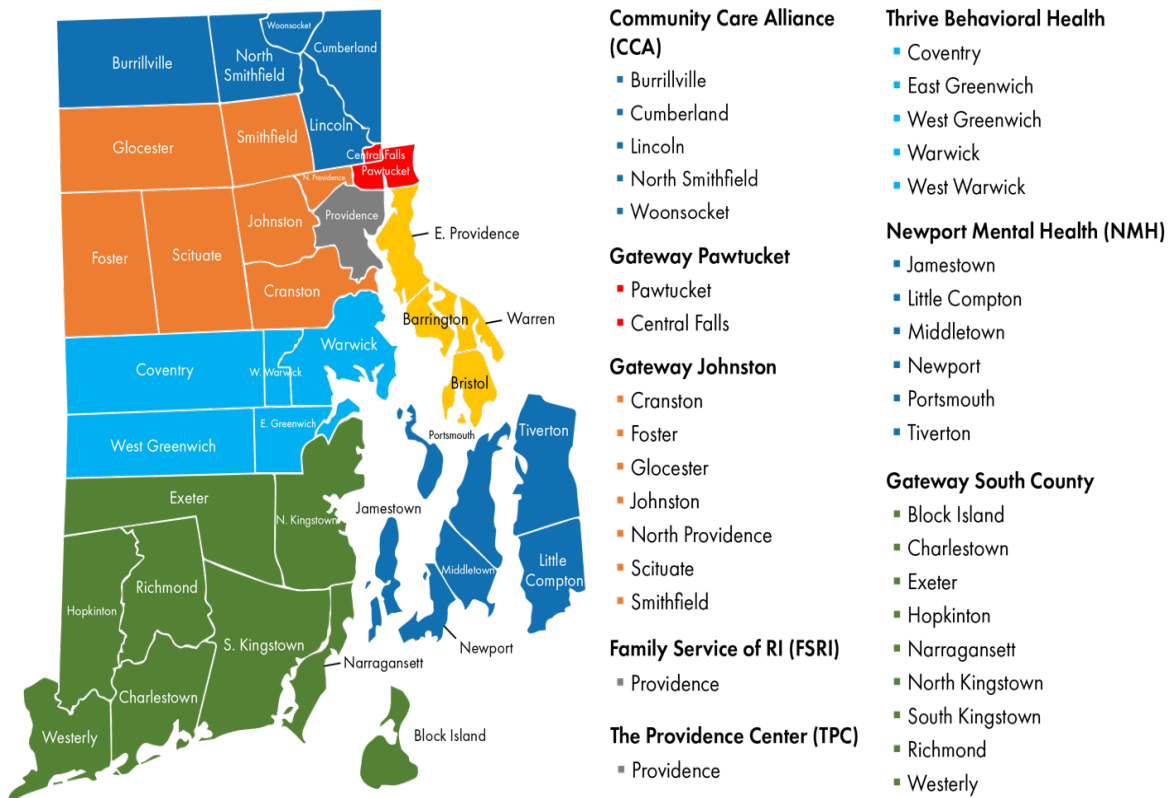 Woonsocket
Cumberland
Burrillville
North
Smithfield
Lincoln
Smithfield
Glocester
Central Falls
Pawtucket
N. Providence
Providence
Johnston
E. Providence
Foster
Scituate
Cranston
Barrington
Warren
Warwick
Coventry
W. Warwick
Bristol
E. Greenwich
West Greenwich
Portsmouth
Tiverton
Exeter
Jamestown
N. Kingstown
Middletown
Little
Compton
Richmond
Hopkinton
S. Kingstown
Newport
Narragansett
Charlestown
Westerly
Block Island
Community Care Alliance
(CCA)
Burrillville
Cumberland
Lincoln
North Smithfield
Woonsocket
Gateway Pawtucket
Pawtucket
Central Falls
Gateway Johnston
Cranston
Foster
Glocester
Johnston
North Providence
Scituate
Smithfield
Family Service of RI (FSRI)
Providence
The Providence Center (TPC)
Providence
Thrive Behavioral Health
Coventry
East Greenwich
West Greenwich
Warwick
West Warwick
Newport Mental Health (NMH)
Jamestown
Little Compton
Middletown
Newport
Portsmouth
Tiverton
Gateway South County
Block Island
Charlestown
Exeter
Hopkinton
Narragansett
North Kingstown
South Kingstown
Richmond
Westerly